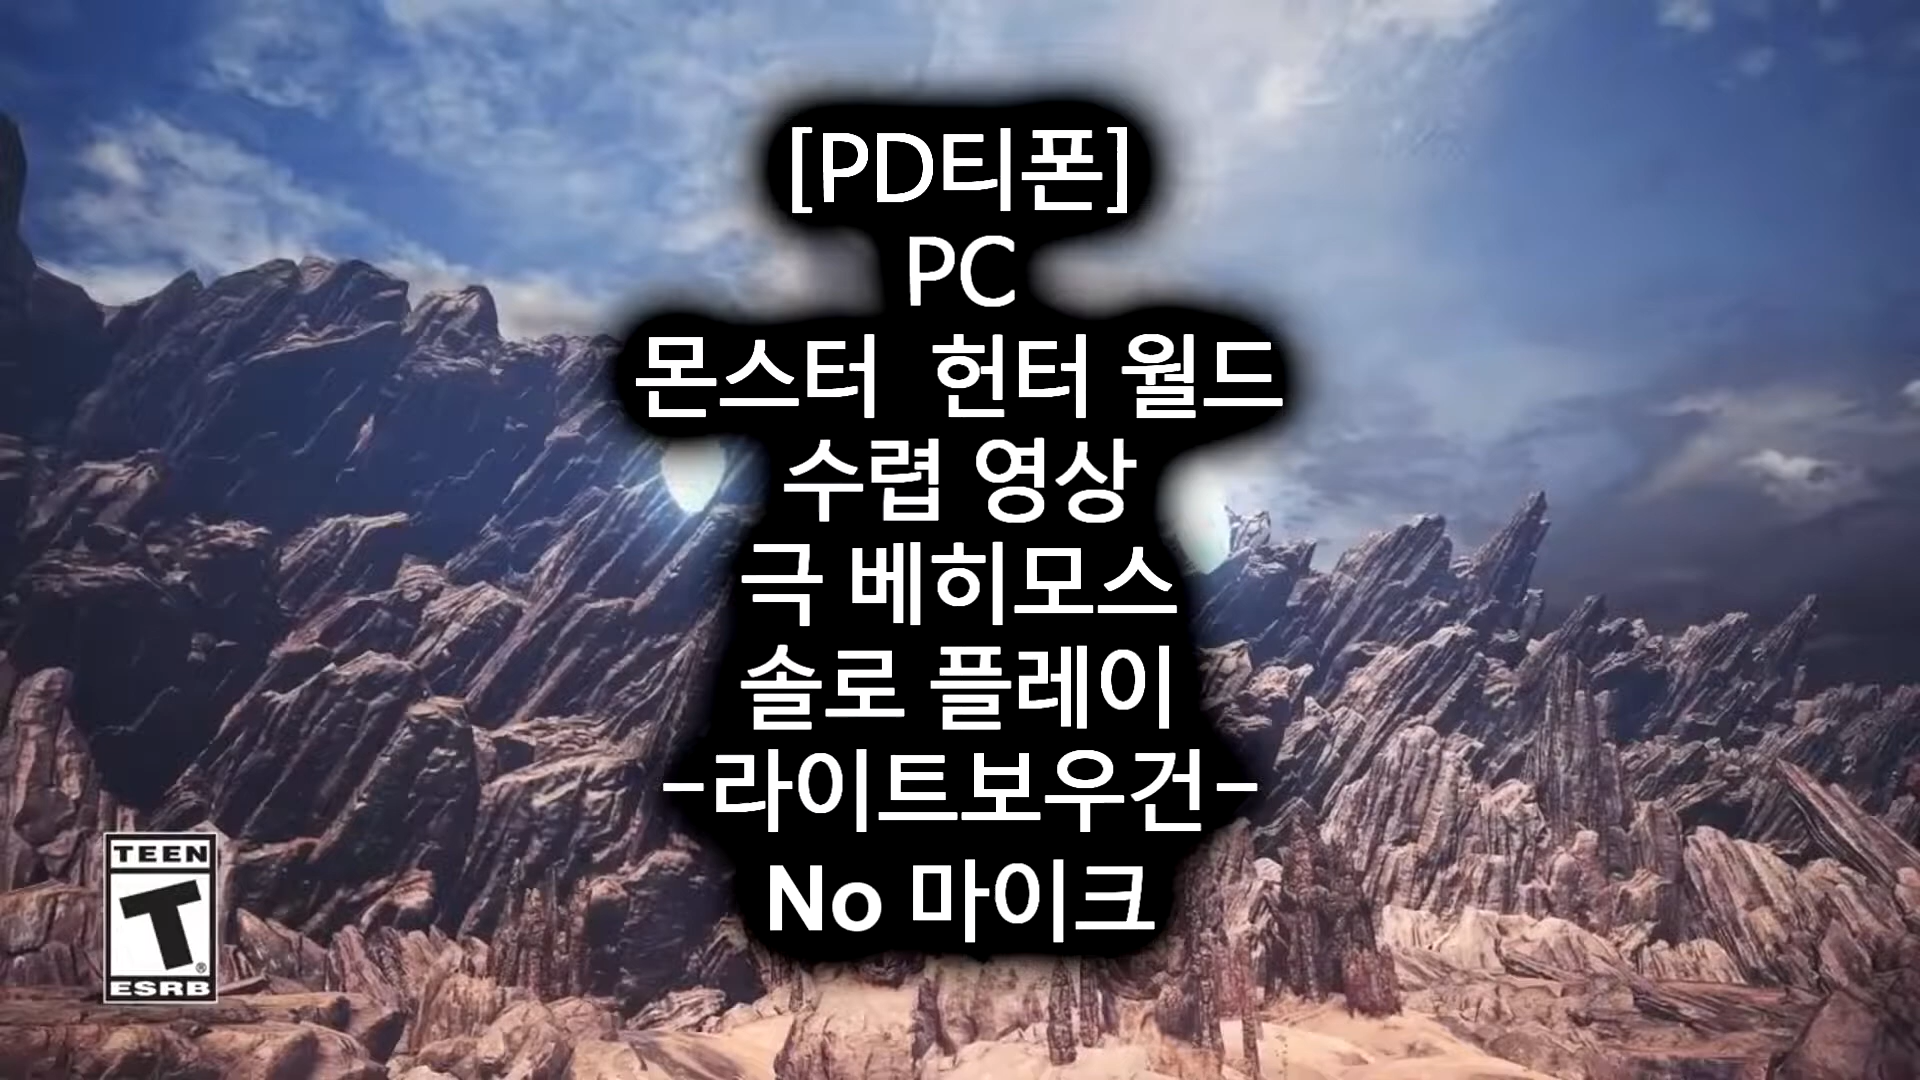 [PD티폰]
PC
몬스터 헌터 월드
수렵 영상
극 베히모스
솔로 플레이
-라이트보우건-
No 마이크
TEEN
T
ESRB